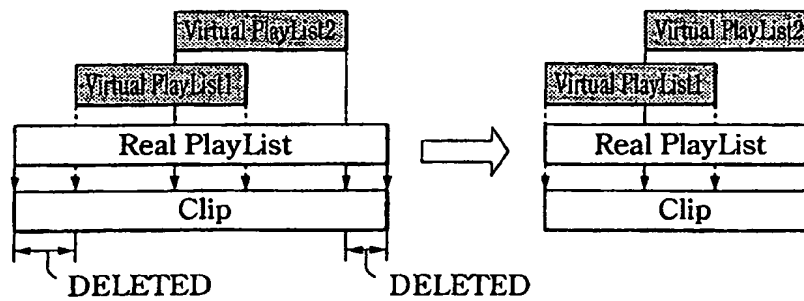 Virtual PlayList2
Virtual PlayList1
Real PlayList
Clip
DELETED
DELETED
Virtual PlayList2
Virtual PlayList1
Real PlayList
Clip